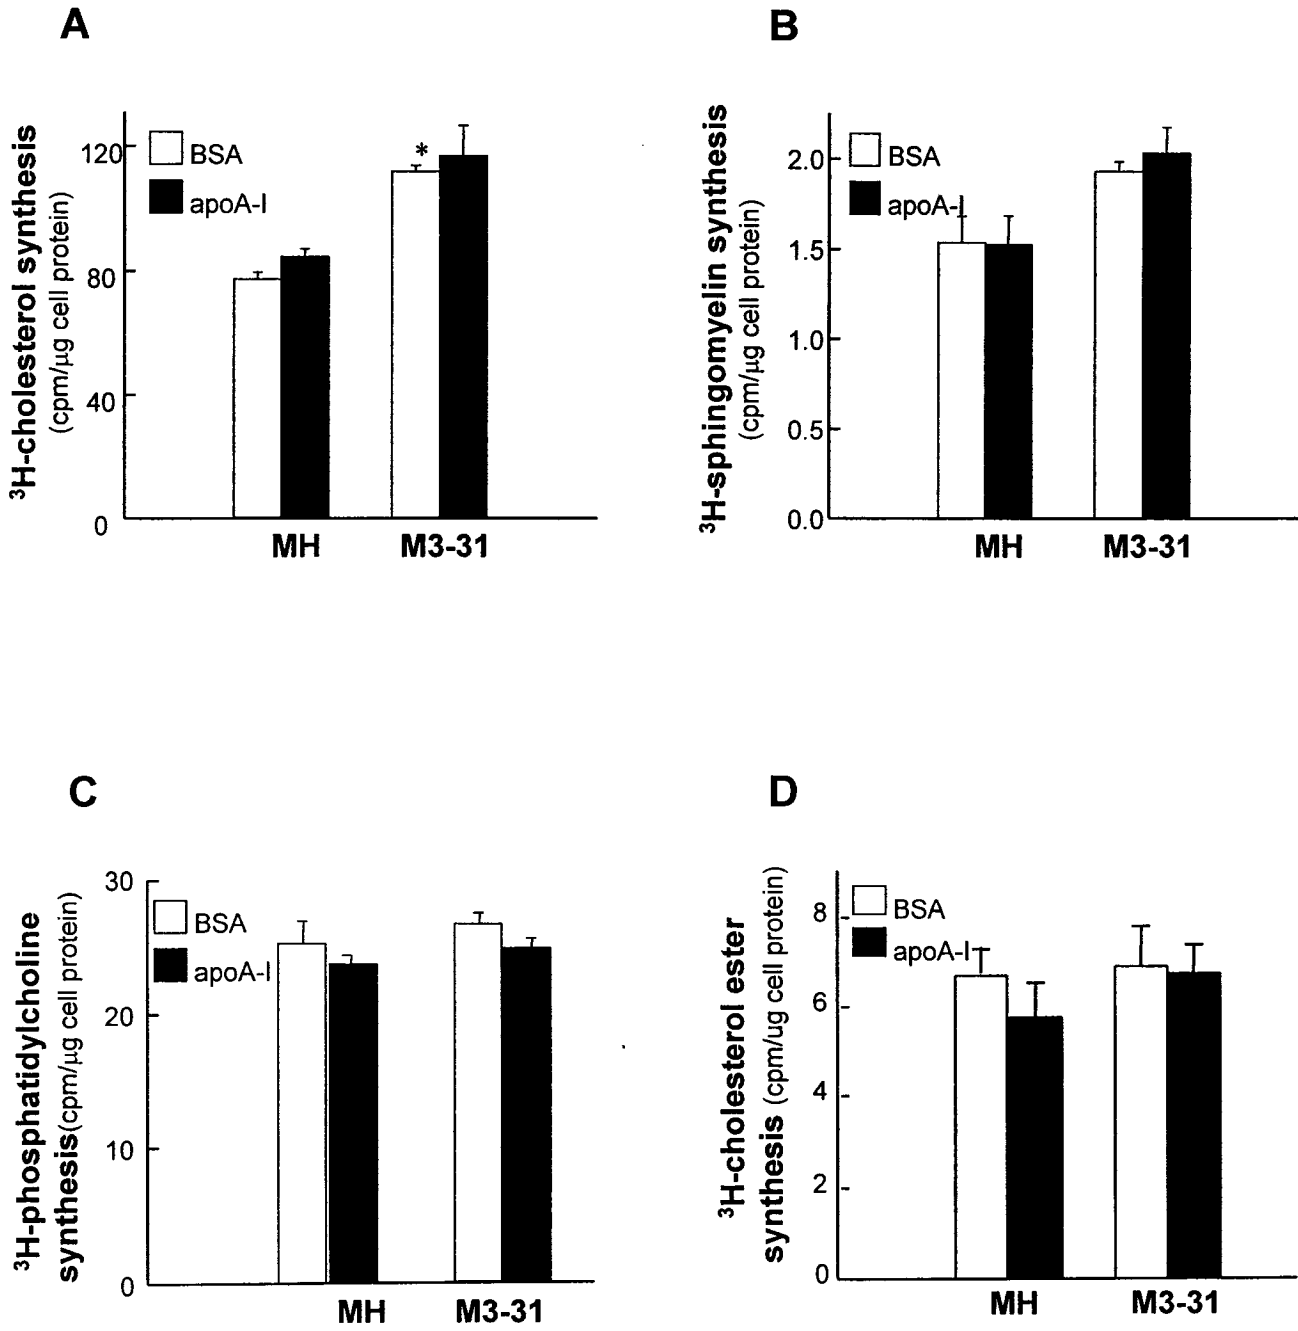 A
³H-cholesterol synthesis
(cpm/μg cell protein)
120
80
40
0
BSA
apoA-I
*
MH
M3-31
B
³H-sphingomyelin synthesis
(cpm/μg cell protein)
2.0
1.5
1.0
0.5
0.0
BSA
apoA-I
MH
M3-31
C
³H-phosphatidylcholine
synthesis(cpm/μg cell protein)
30
20
10
0
BSA
apoA-I
MH
M3-31
D
³H-cholesterol ester
synthesis (cpm/ug cell protein)
8
6
4
2
0
BSA
apoA-I
MH
M3-31